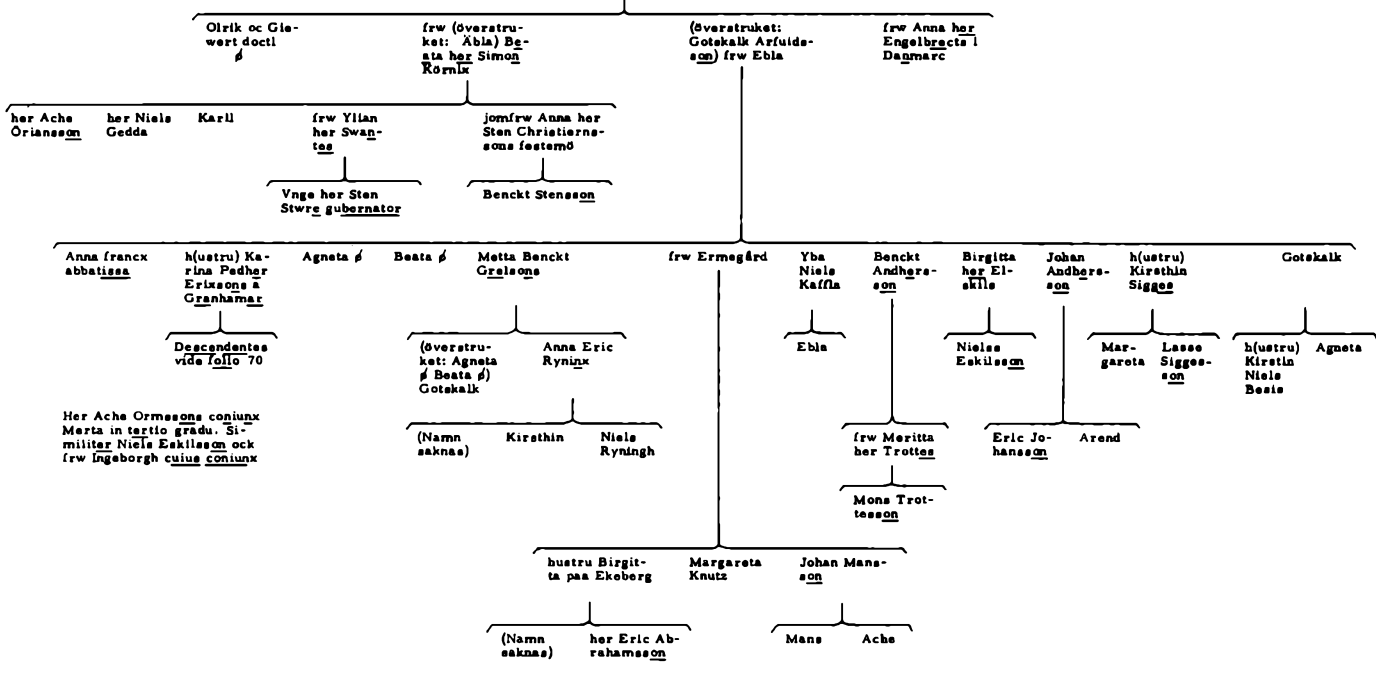 Olrik oc Gie-
wert docti
ø
frw (överstru-
ket: Äbla) Be-
ata her Simon
Körnix
(överstruket:
Gotskalk Arfuids-
son) frw Ebla
frw Anna her
Engelbrects i
Danmarc
her Ache
Öriansson
her Niels
Gedda
Karll
frw Ylian
her Swan-
tes
jomfrw Anna her
Sten Christierns-
sons festemö
Vnge her Sten
Stwre gubernator
Benckt Stensson
Anna francx
abbatissa
h(ustru) Ka-
rina Pedher
Erixsons a
Granhamar
Agneta ø
Beata ø
Metta Benckt
Greisons
frw Ermegård
Yba
Niels
Kaffla
Benckt
Andhers-
son
Birgitta
her El-
skils
Johan
Andhers-
son
h(ustru)
Kirsthin
Sigges
Gotskalk
Descendentes
vide follo 70
(överstru-
ket: Agneta
ø Beata ø)
Gotskalk
Anna Eric
Ryninx
Ebla
Nielss
Eskilsson
Mar-
gareta
Lasse
Sigges-
son
h(ustru)
Kirstin
Niels
Besis
Agneta
Her Ache Ormssons coniunx
Merta in tertio gradu. Si-
militer Niels Eskilsson ock
frw Ingeborgh cuius coniunx
(Namn
saknas)
Kirsthin
Niels
Ryningh
frw Meritta
her Trottes
Eric Jo-
hansson
Arend
Mons Trot-
tesson
hustru Birgit-
ta paa Ekeberg
Margareta
Knutz
Johan Mans-
son
(Namn
saknas)
her Eric Ab-
rahamsson
Mans
Ache